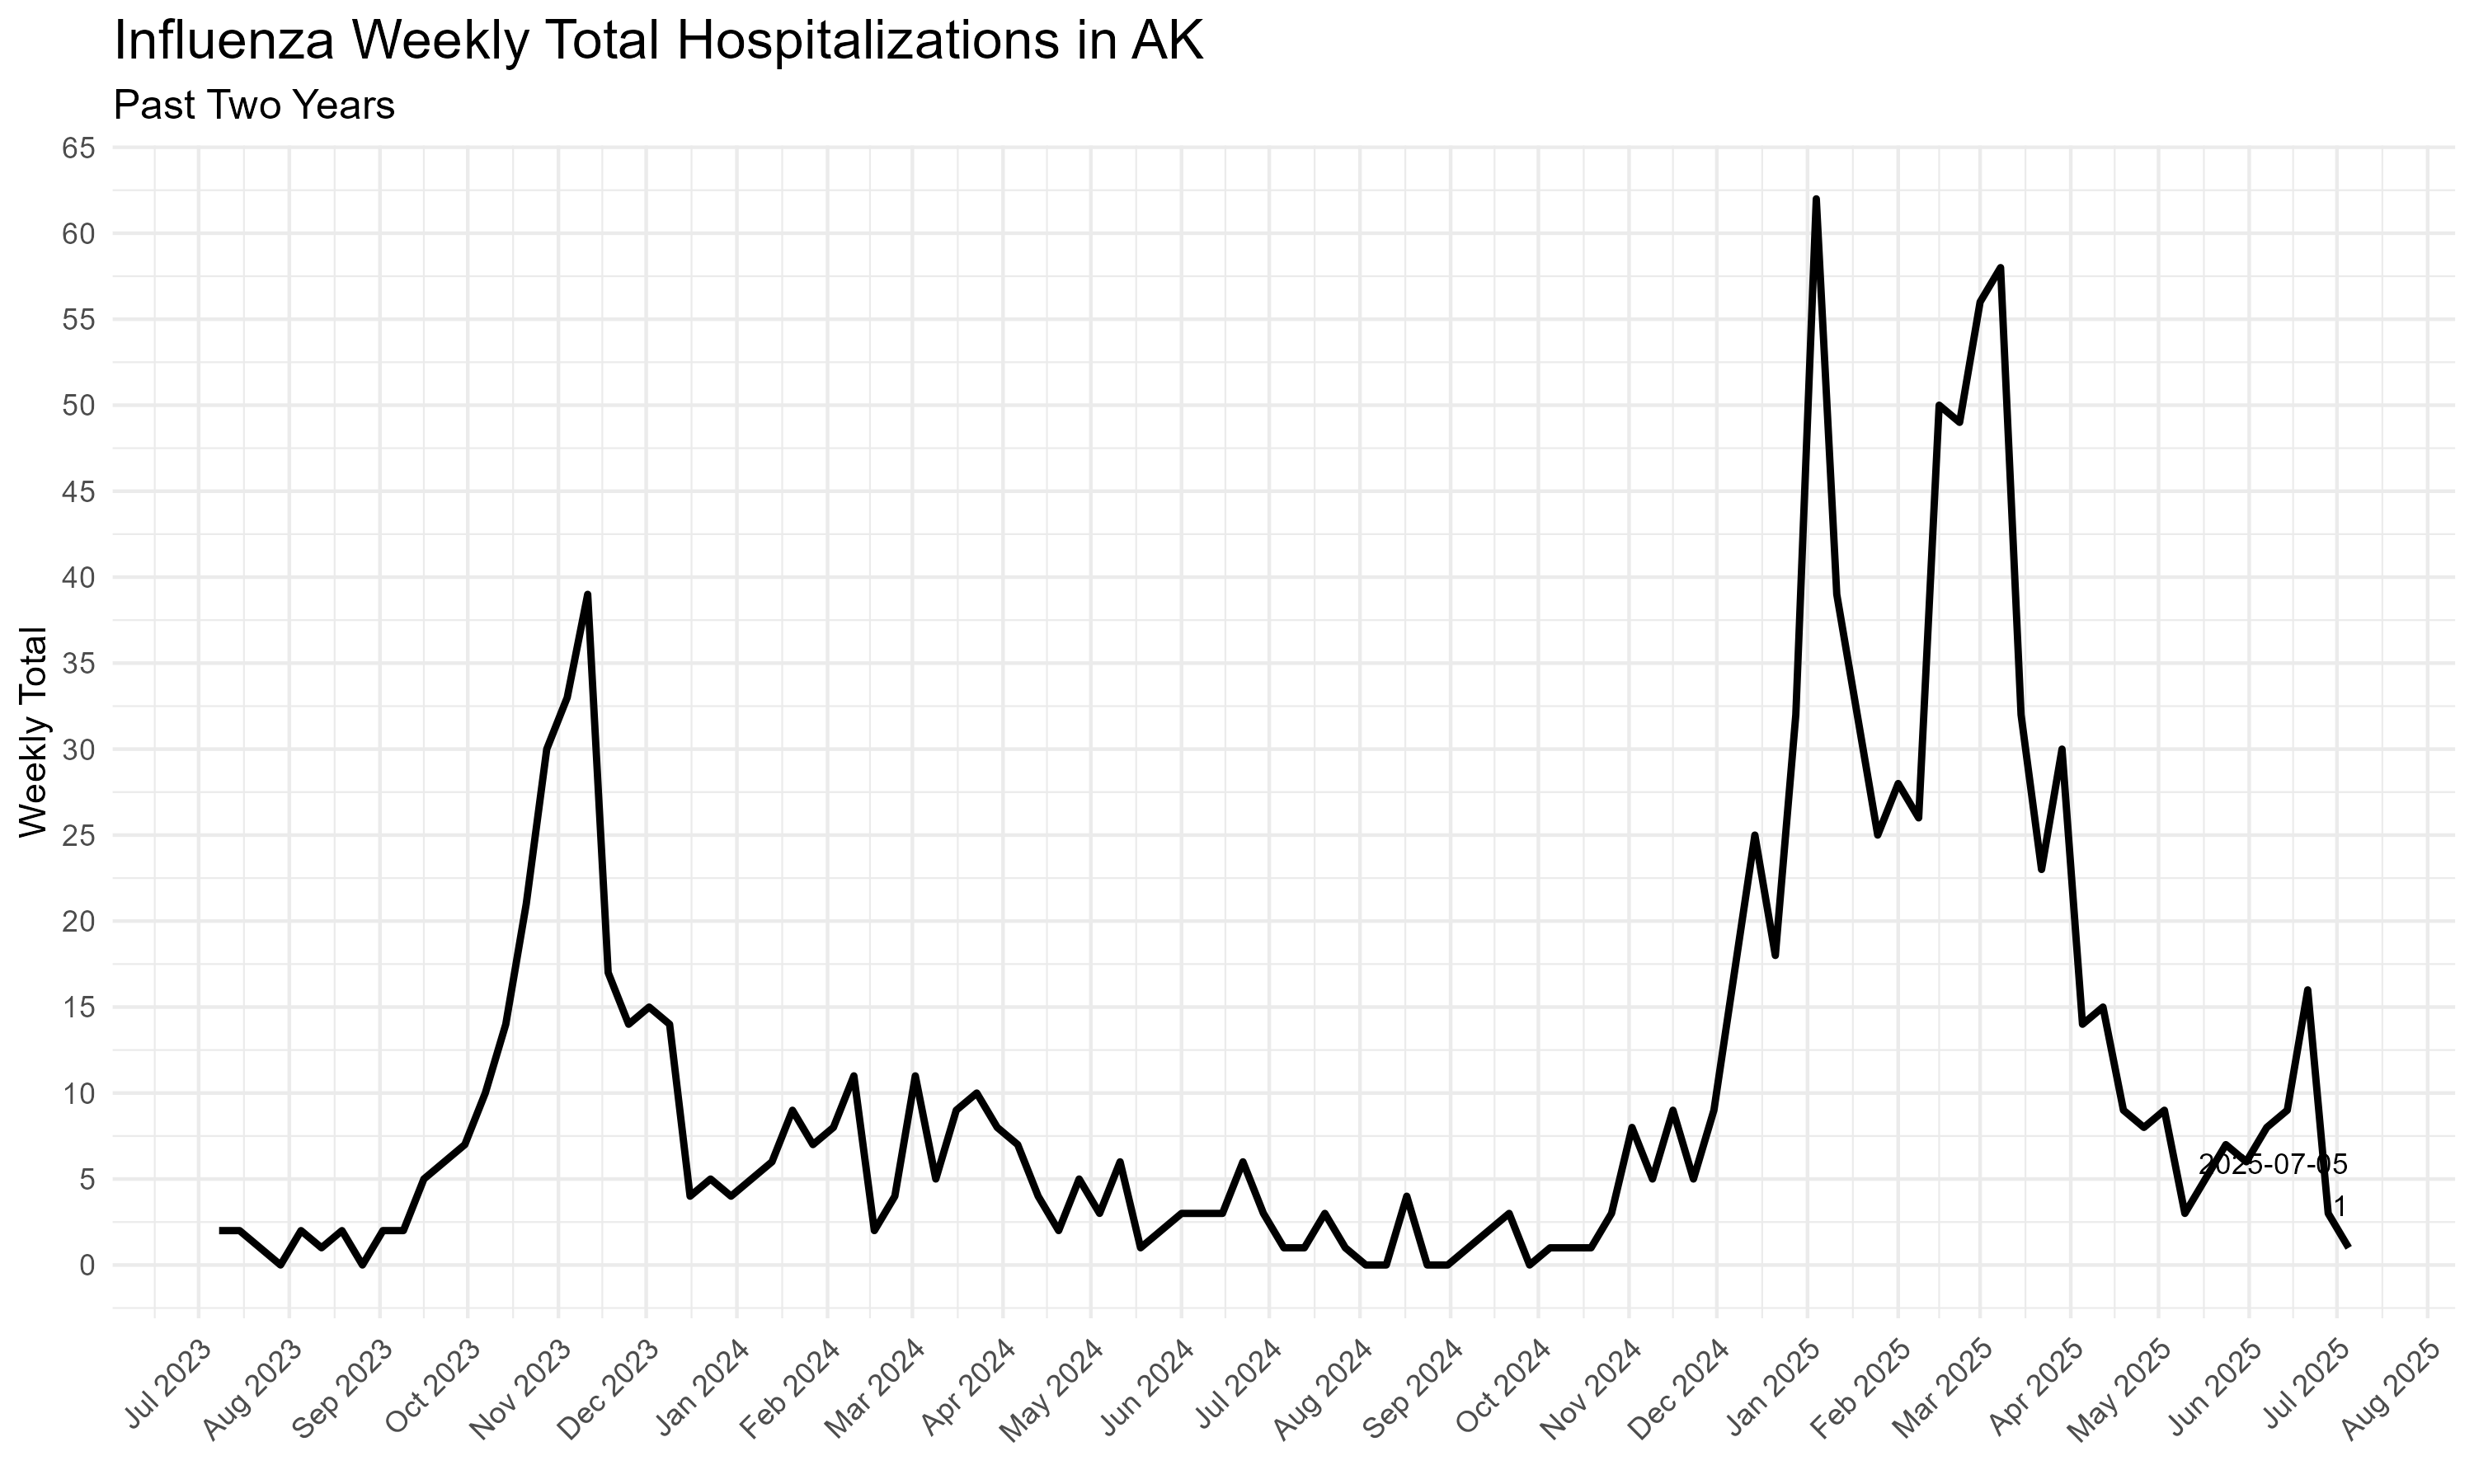 Influenza Weekly Total Hospitalizations in AK
Past Two Years
Weekly Total
65
60
55
50
45
40
35
30
25
20
15
10
5
0
2025-07-05
1
Jul 2023
Aug 2023
Sep 2023
Oct 2023
Nov 2023
Dec 2023
Jan 2024
Feb 2024
Mar 2024
Apr 2024
May 2024
Jun 2024
Jul 2024
Aug 2024
Sep 2024
Oct 2024
Nov 2024
Dec 2024
Jan 2025
Feb 2025
Mar 2025
Apr 2025
May 2025
Jun 2025
Jul 2025
Aug 2025